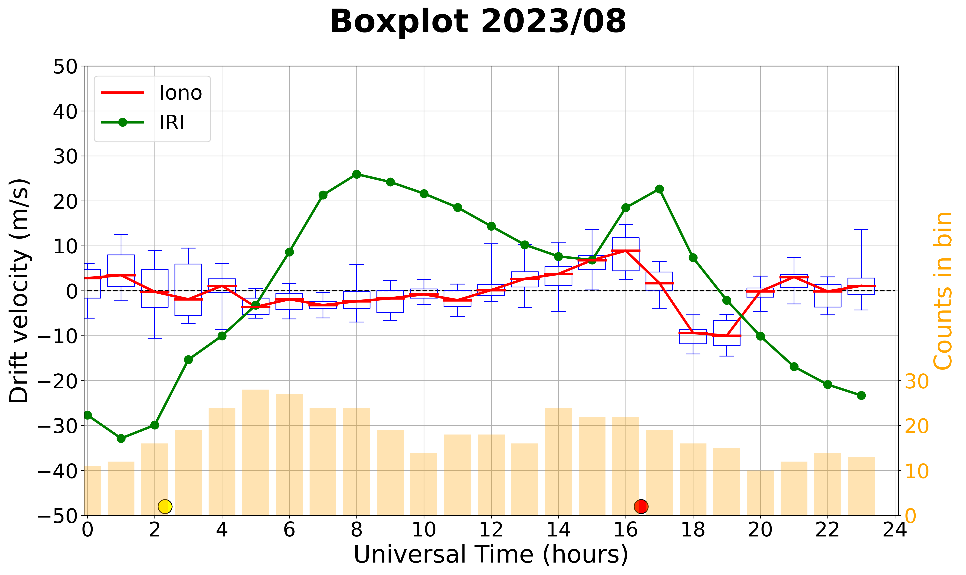 Boxplot 2023/08
Iono
IRI
Drift velocity (m/s)
50
40
30
20
10
0
−10
−20
−30
−40
−50
Counts in bin
30
20
10
0
0 2 4 6 8 10 12 14 16 18 20 22 24
Universal Time (hours)